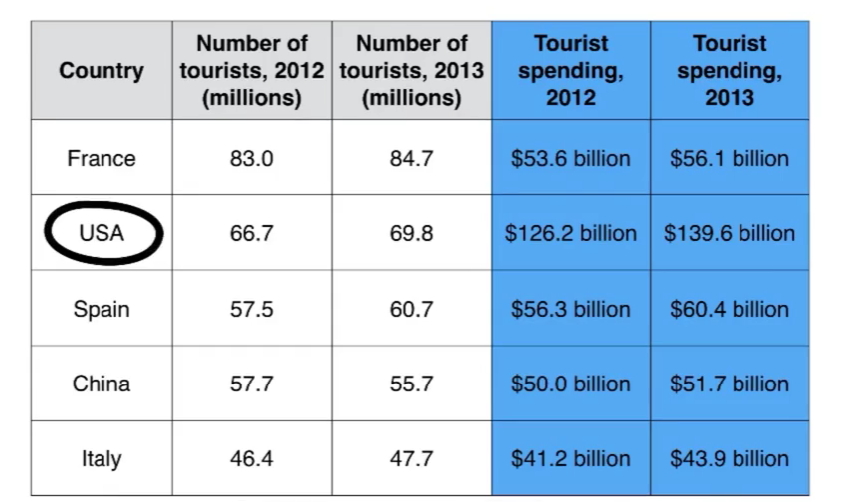 Country
Number of
tourists, 2012
(millions)
Number of
tourists, 2013
(millions)
Tourist
spending,
2012
Tourist
spending,
2013
France
83.0
84.7
$53.6 billion
$56.1 billion
USA
66.7
69.8
$126.2 billion
$139.6 billion
Spain
57.5
60.7
$56.3 billion
$60.4 billion
China
57.7
55.7
$50.0 billion
$51.7 billion
Italy
46.4
47.7
$41.2 billion
$43.9 billion